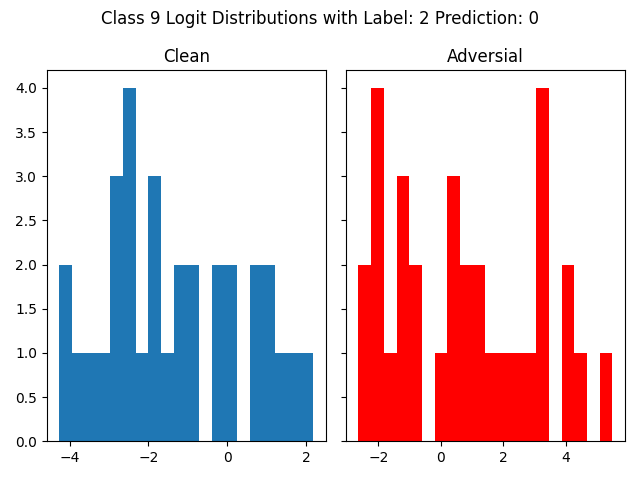 Class 9 Logit Distributions with Label: 2 Prediction: 0
Clean
Adversial
4.0
3.5
3.0
2.5
2.0
1.5
1.0
0.5
0.0
−4 −2 0 2
−2 0 2 4